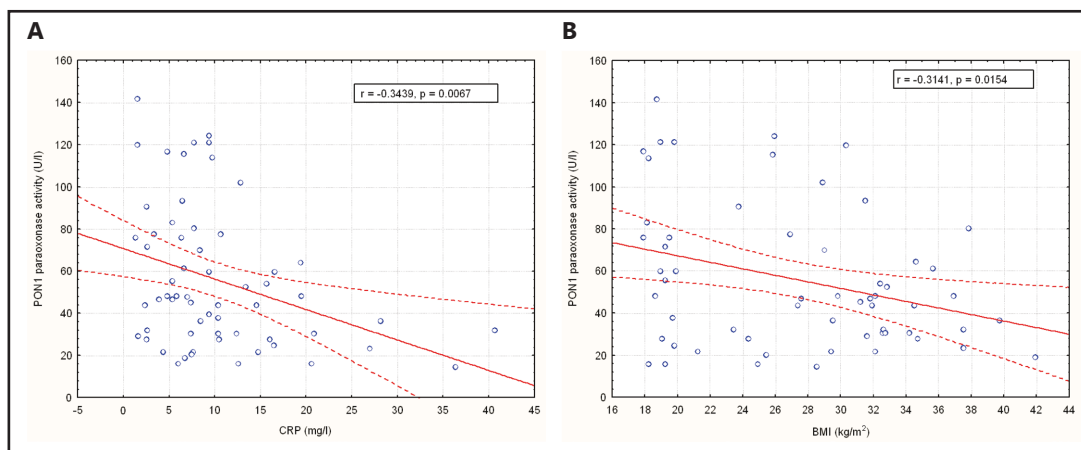 A
B
r = -0.3439, p = 0.0067
r = -0.3141, p = 0.0154
PON1 paraoxonase activity (U/l)
160
140
120
100
80
60
40
20
0
-5 0 5 10 15 20 25 30 35 40 45
CRP (mg/l)
PON1 paraoxonase activity (U/l)
160
140
120
100
80
60
40
20
0
16 18 20 22 24 26 28 30 32 34 36 38 40 42 44
BMI (kg/m²)